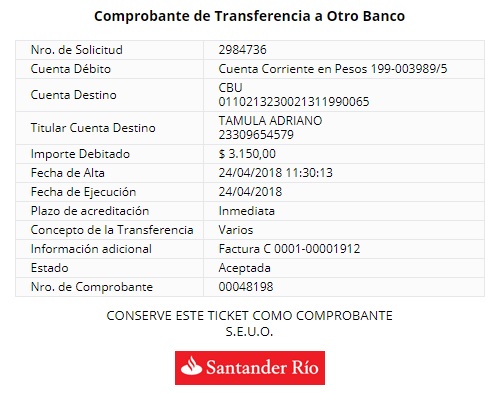 Comprobante de Transferencia a Otro Banco
Nro. de Solicitud 2984736
Cuenta Débito Cuenta Corriente en Pesos 199-003989/5
Cuenta Destino CBU
0110213230021311990065
Titular Cuenta Destino TAMULA ADRIANO
23309654579
Importe Debitado $ 3.150,00
Fecha de Alta 24/04/2018 11:30:13
Fecha de Ejecución 24/04/2018
Plazo de acreditación Inmediata
Concepto de la Transferencia Varios
Información adicional Factura C 0001-00001912
Estado Aceptada
Nro. de Comprobante 00048198
CONSERVE ESTE TICKET COMO COMPROBANTE
S.E.U.O.
Santander Río